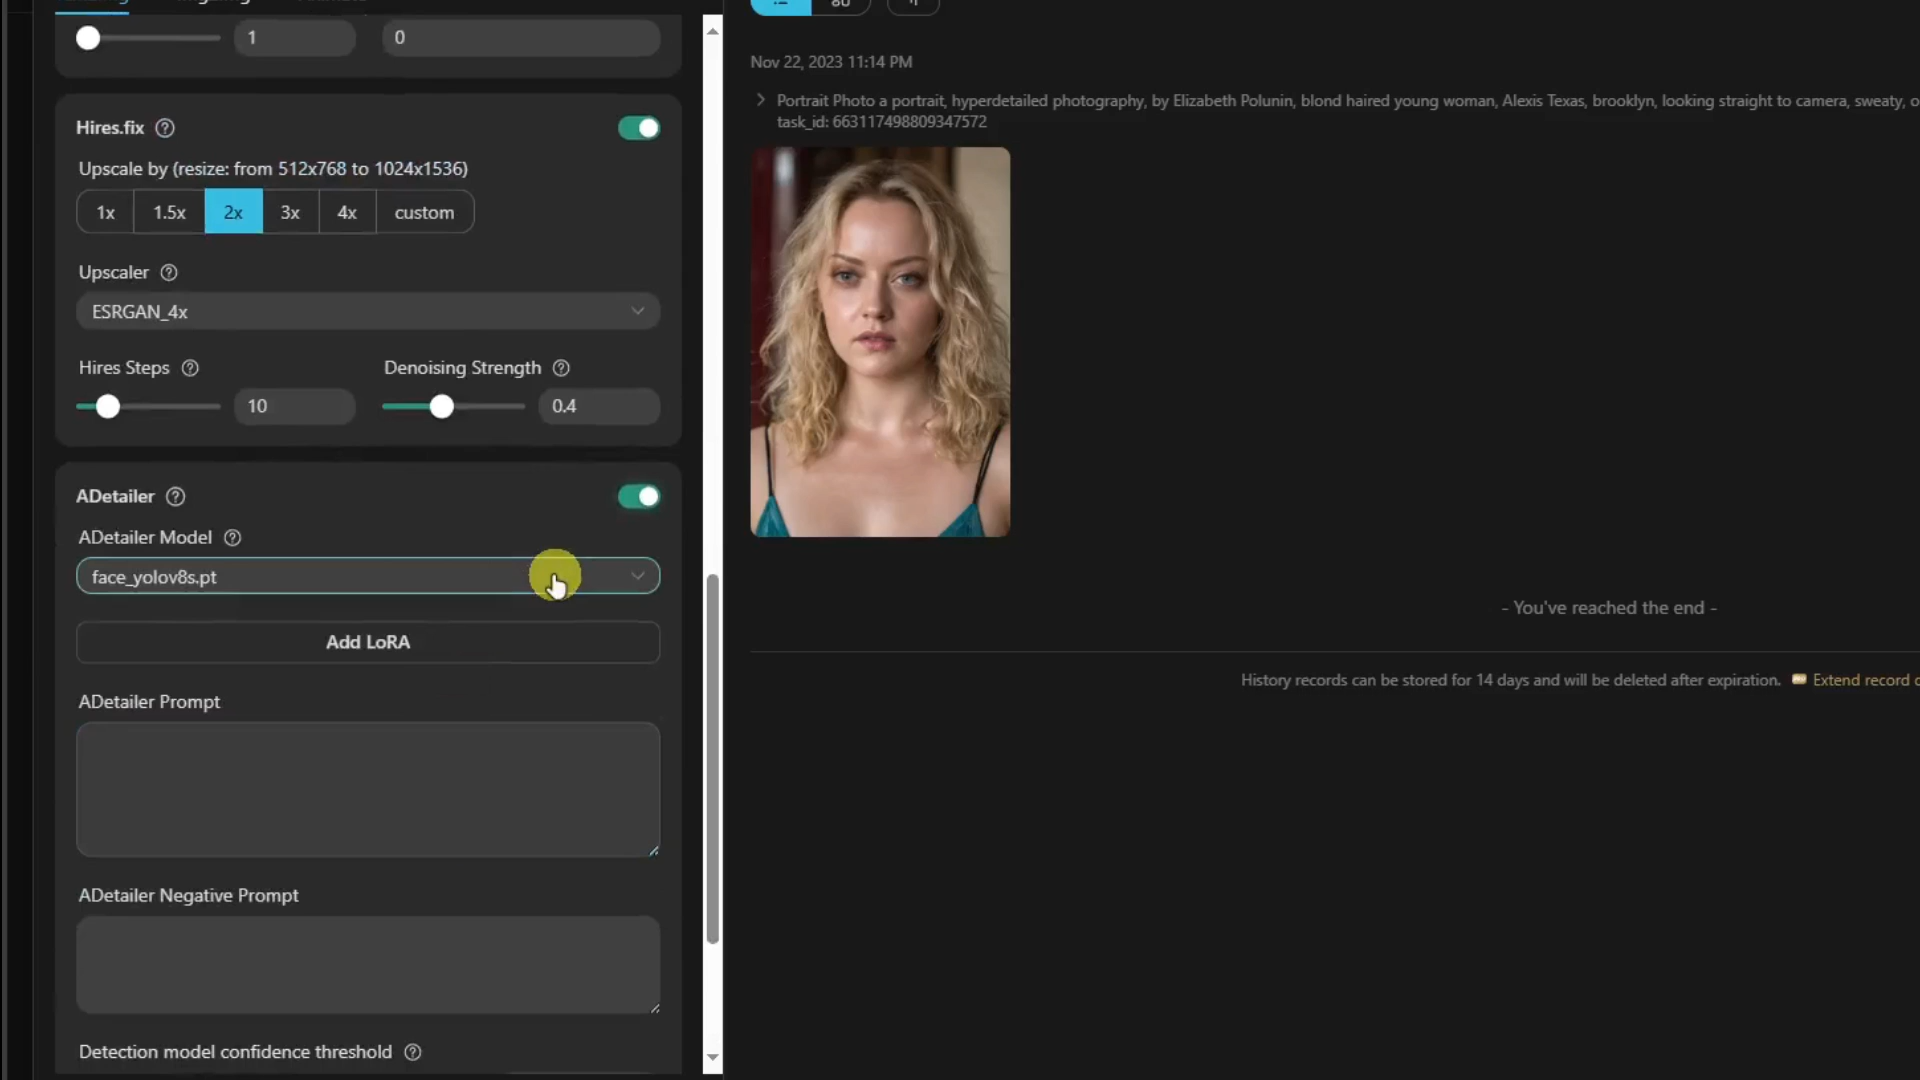 1
0
Nov 22, 2023 11:14 PM
Portrait Photo a portrait, hyperdetailed photography, by Elizabeth Polunin, blond haired young woman, Alexis Texas, brooklyn, looking straight to camera, sweaty, o
task_id: 663117498809347572
Hires.fix
Upscale by (resize: from 512x768 to 1024x1536)
1x 1.5x 2x 3x 4x custom
Upscaler
ESRGAN_4x
Hires Steps
Denoising Strength
10
0.4
ADetailer
ADetailer Model
face_yolov8s.pt
Add LoRA
ADetailer Prompt
ADetailer Negative Prompt
Detection model confidence threshold
- You've reached the end -
History records can be stored for 14 days and will be deleted after expiration. Extend record